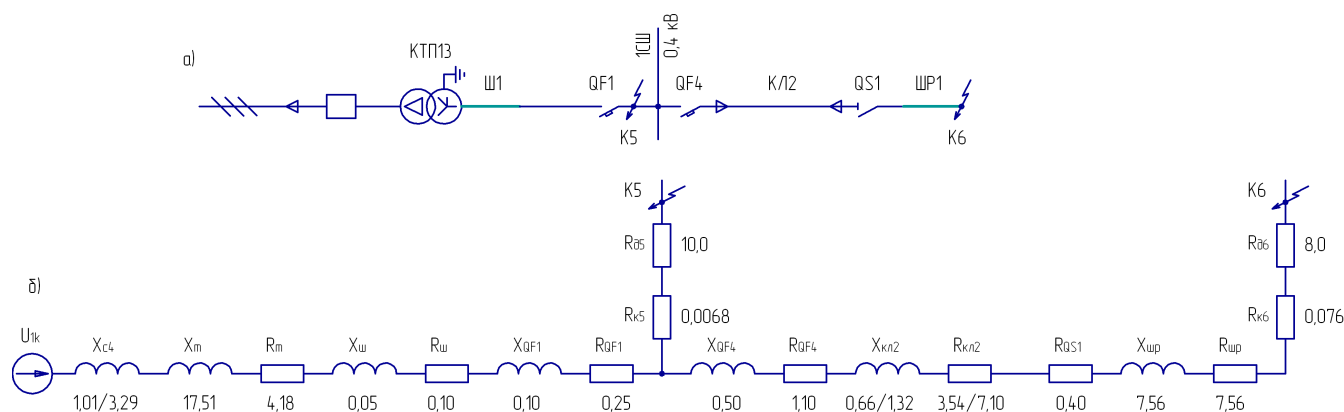 а)
КТП13
Ш1
QF1
1СШ
0,4 кВ
QF4
КЛ2
QS1
ШР1
К5
К6
б)
К5
К6
Rд5
10,0
Rд6
8,0
Rк5
0,0068
Rк6
0,076
U1k
Xс4
Xт
Rт
Xш
Rш
XQF1
RQF1
XQF4
RQF4
Xкл2
Rкл2
RQS1
Xшр
Rшр
1,01/3,29
17,51
4,18
0,05
0,10
0,10
0,25
0,50
1,10
0,66/1,32
3,54/7,10
0,40
7,56
7,56